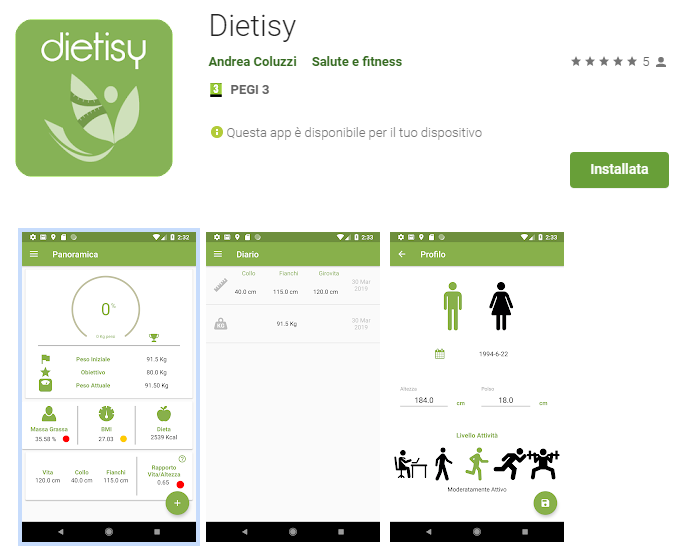 dietisy
Dietisy
Andrea Coluzzi Salute e fitness
5
3 PEGI 3
Questa app è disponibile per il tuo dispositivo
Installata
2:32
Panoramica
0%
0 Kg persi
Peso Iniziale 91.5 Kg
Obiettivo 80.0 Kg
Peso Attuale 91.50 Kg
Massa Grassa BMI Dieta
35.58 % 27.03 2539 Kcal
Vita Collo Fianchi Rapporto Vita/Altezza
120.0 cm 40.0 cm 115.0 cm 0.65
2:33
Diario
Collo Fianchi Girovita
40.0 cm 115.0 cm 120.0 cm 30 Mar 2019
KG 91.5 Kg 30 Mar 2019
2:33
Profilo
1994-6-22
Altezza Polso
184.0 cm 18.0 cm
Livello Attività
Moderatamente Attivo